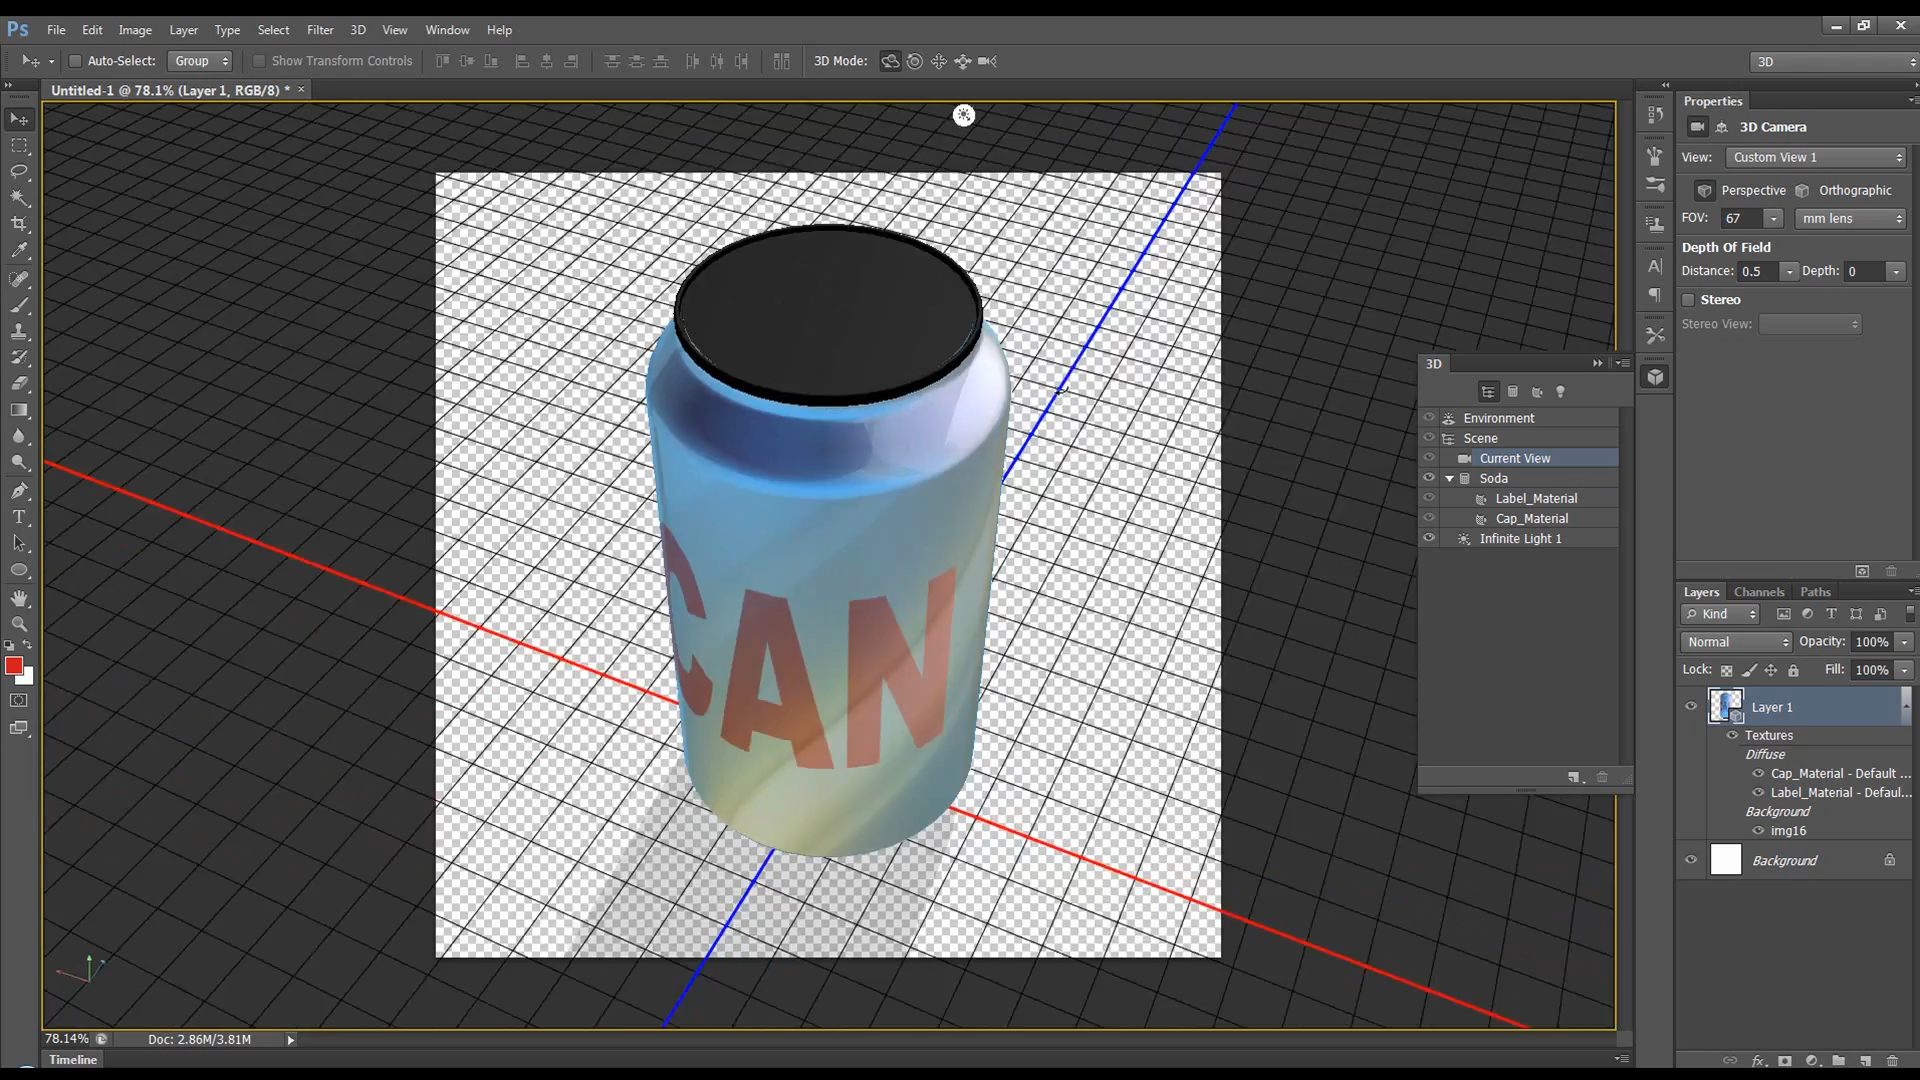 Ps File Edit Image Layer Type Select Filter 3D View Window Help
Auto-Select: Group Show Transform Controls 3D Mode: 3D
Untitled-1 @ 78.1% (Layer 1, RGB/8) * ×
Properties
3D Camera
View: Custom View 1
Perspective Orthographic
FOV: 67 mm lens
Depth Of Field
Distance: 0.5 Depth: 0
Stereo
Stereo View:
3D
Environment
Scene
Current View
Soda
Label_Material
Cap_Material
Infinite Light 1
CAN
Layers Channels Paths
Kind
Normal Opacity: 100%
Lock: Fill: 100%
Layer 1
Textures
Diffuse
Cap_Material - Default ...
Label_Material - Defaul...
Background
img16
Background
78.14% Doc: 2.86M/3.81M
Timeline